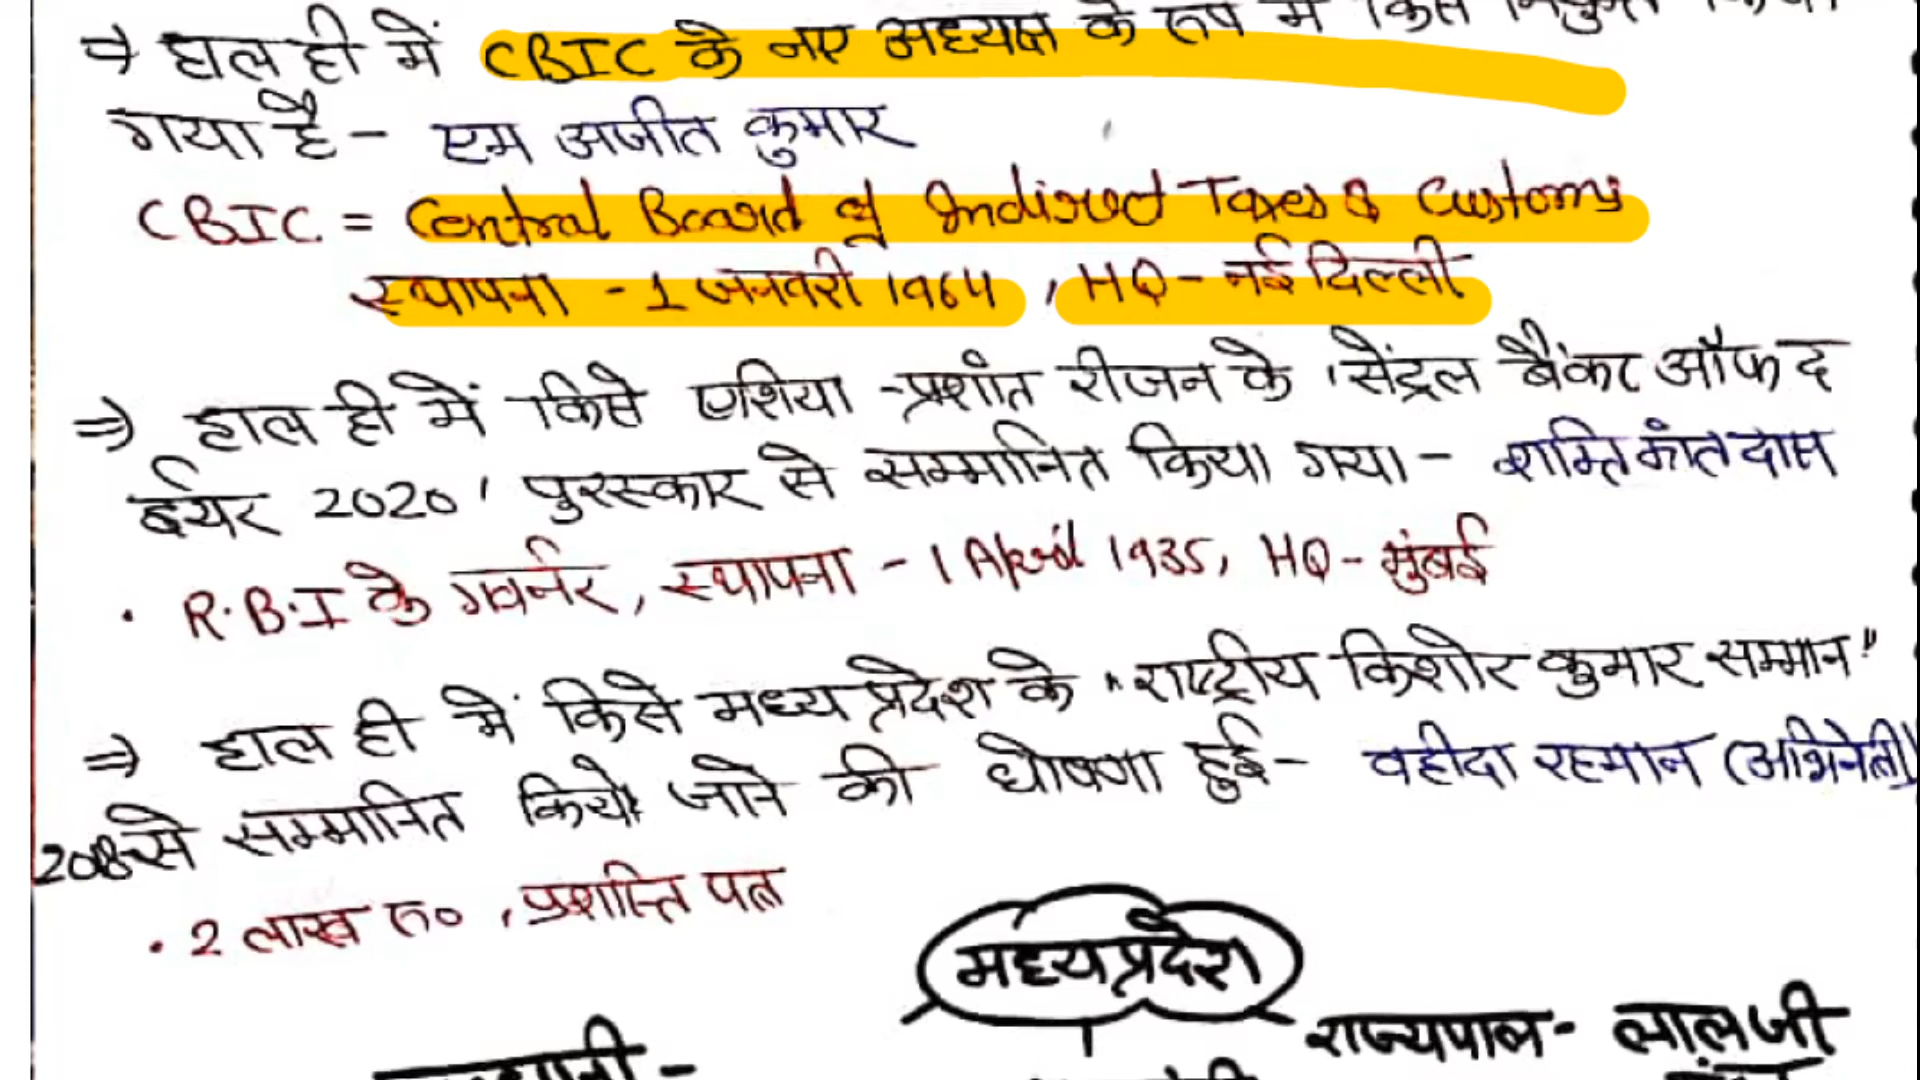 ⇒ हाल ही में CBIC के नए अध्यक्ष के रूप में किसे नियुक्त किया
गया है - एम अजीत कुमार
CBIC = Central Board of Indirect Taxes & Customs
स्थापना - 1 जनवरी 1964, HQ - नई दिल्ली
⇒ हाल ही में किसे एशिया -प्रशांत रीजन के 'सेंट्रल बैंकर ऑफ द
ईयर 2020' पुरस्कार से सम्मानित किया गया - शक्तिकांत दास
· R.B.I के गवर्नर, स्थापना - 1 April 1935, HQ - मुंबई
⇒ हाल ही में किसे मध्य प्रदेश के "राष्ट्रीय किशोर कुमार सम्मान"
2018 से सम्मानित किये जाने की घोषणा हुई - वहीदा रहमान (अभिनेत्री)
· 2 लाख रु०, प्रशस्ति पत्र
मध्यप्रदेश
राज्यपाल - लालजी